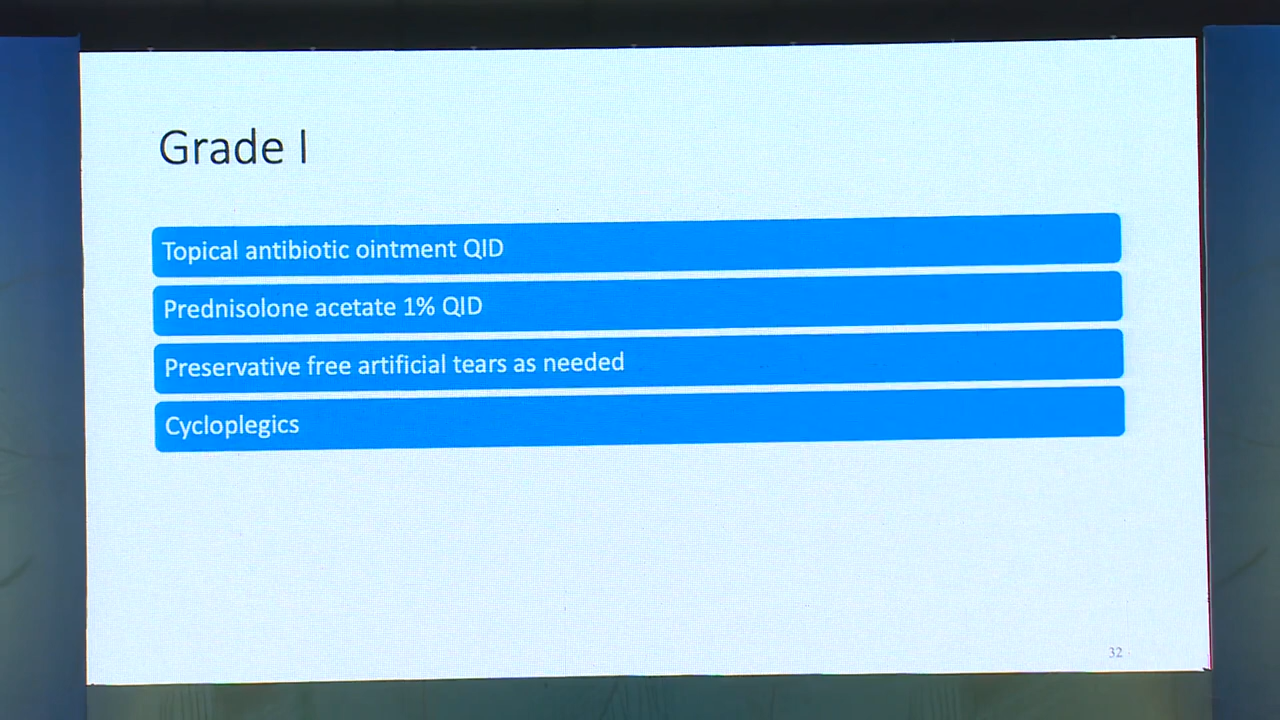 Grade I
Topical antibiotic ointment QID
Prednisolone acetate 1% QID
Preservative free artificial tears as needed
Cycloplegics
32